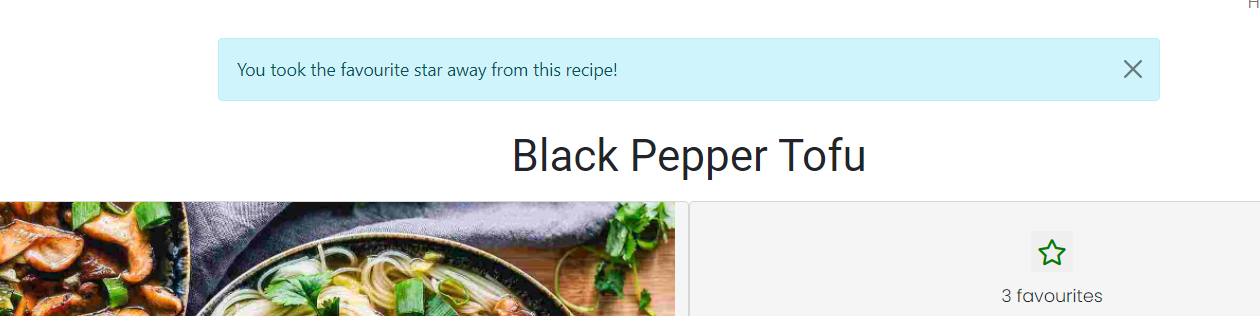 You took the favourite star away from this recipe!
Black Pepper Tofu
3 favourites